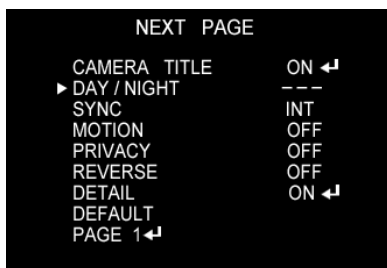 NEXT PAGE
CAMERA TITLE ON ↵
▶ DAY / NIGHT ---
SYNC INT
MOTION OFF
PRIVACY OFF
REVERSE OFF
DETAIL ON ↵
DEFAULT
PAGE 1↵